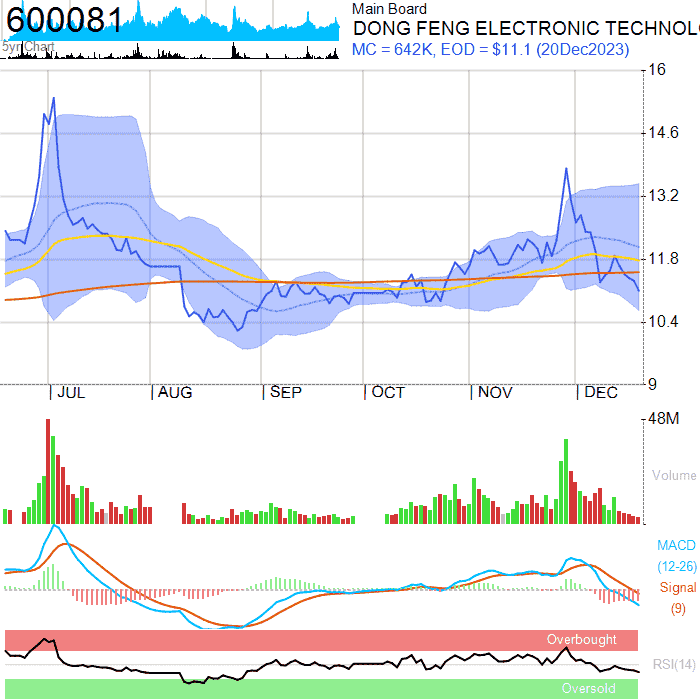 600081
5yr Chart
Main Board
DONG FENG ELECTRONIC TECHNOL
MC = 642K, EOD = $11.1 (20Dec2023)
16
14.6
13.2
11.8
10.4
9
JUL AUG SEP OCT NOV DEC
48M
Volume
MACD
(12-26)
Signal
(9)
Overbought
RSI(14)
Oversold